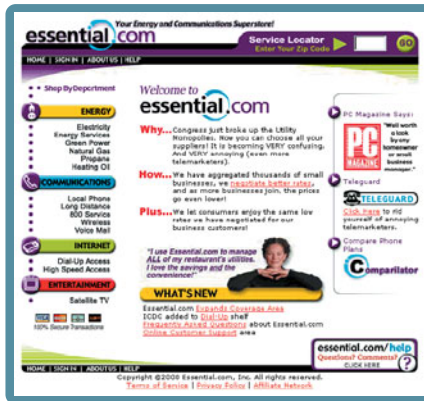 Your Energy and Communications Superstore!
essential.com
Service Locator
Enter Your Zip Code
GO
HOME | SIGN IN | ABOUT US | HELP
Shop By Department
ENERGY
Electricity
Energy Services
Green Power
Natural Gas
Propane
Heating Oil
COMMUNICATIONS
Local Phone
Long Distance
800 Service
Wireless
Voice Mail
INTERNET
Dial-Up Access
High Speed Access
ENTERTAINMENT
Satellite TV
100% Secure Transactions
Welcome to
essential.com
Why... Congress just broke up the Utility
Monopolies. Now you can choose all your
suppliers! It is becoming VERY confusing.
And VERY annoying (even more
telemarketers).
How... We have aggregated thousands of small
businesses, we negotiate better rates,
and as more businesses join, the prices
go even lower!
Plus... We let consumers enjoy the same low
rates we have negotiated for our
business customers!
"I use Essential.com to manage
ALL of my restaurant's utilities.
I love the savings and the
convenience!"
WHAT'S NEW
Essential.com Expands Coverage Area
ICDC added to Dial-Up shelf
Frequently Asked Questions about Essential.com
Online Customer Support area
PC Magazine Says:
PC
MAGAZINE
"Well worth
a look
by any
homeowner
or small
business
manager."
Teleguard
TELEGUARD
Click Here to rid
yourself of annoying
telemarketers.
Compare Phone
Plans
Comparilator
essential.com/help
Questions? Comments?
CLICK HERE
?
HOME | SIGN IN | ABOUT US | HELP
Copyright ©2008 Essential.com, Inc. All rights reserved.
Terms of Service | Privacy Policy | Affiliate Network